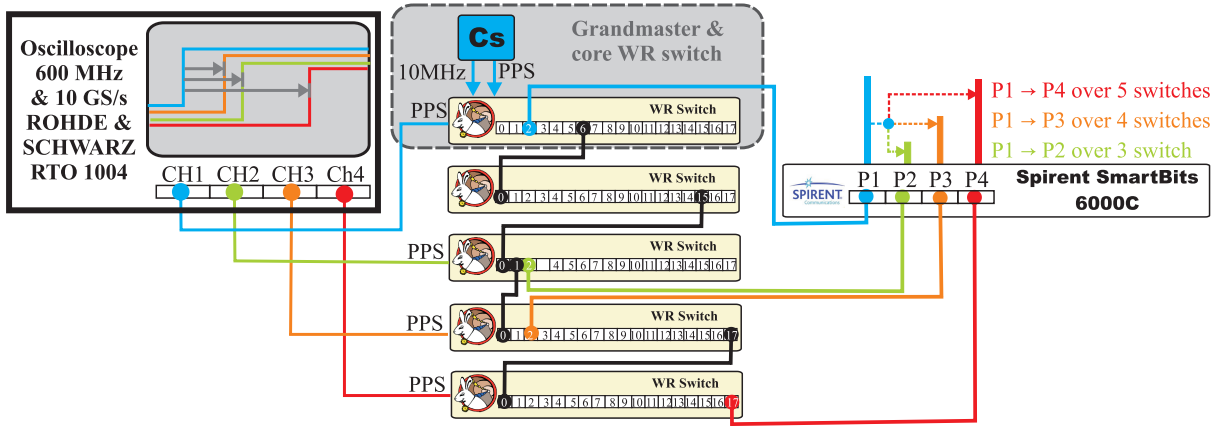 Oscilloscope
600 MHz
& 10 GS/s
ROHDE &
SCHWARZ
RTO 1004
CH1 CH2 CH3 Ch4
Grandmaster &
core WR switch
Cs
10MHz PPS
PPS
WR Switch
0 1 2 3 4 5 6 7 8 9 10 11 12 13 14 15 16 17
WR Switch
0 1 2 3 4 5 6 7 8 9 10 11 12 13 14 15 16 17
PPS
WR Switch
0 1 2 4 5 6 7 8 9 10 11 12 13 14 15 16 17
PPS
WR Switch
0 1 2 3 4 5 6 7 8 9 10 11 12 13 14 15 16 17
PPS
WR Switch
0 1 2 3 4 5 6 7 8 9 10 11 12 13 14 15 16 17
P1 → P4 over 5 switches
P1 → P3 over 4 switches
P1 → P2 over 3 switch
SPIRENT
Communications
P1 P2 P3 P4
Spirent SmartBits
6000C